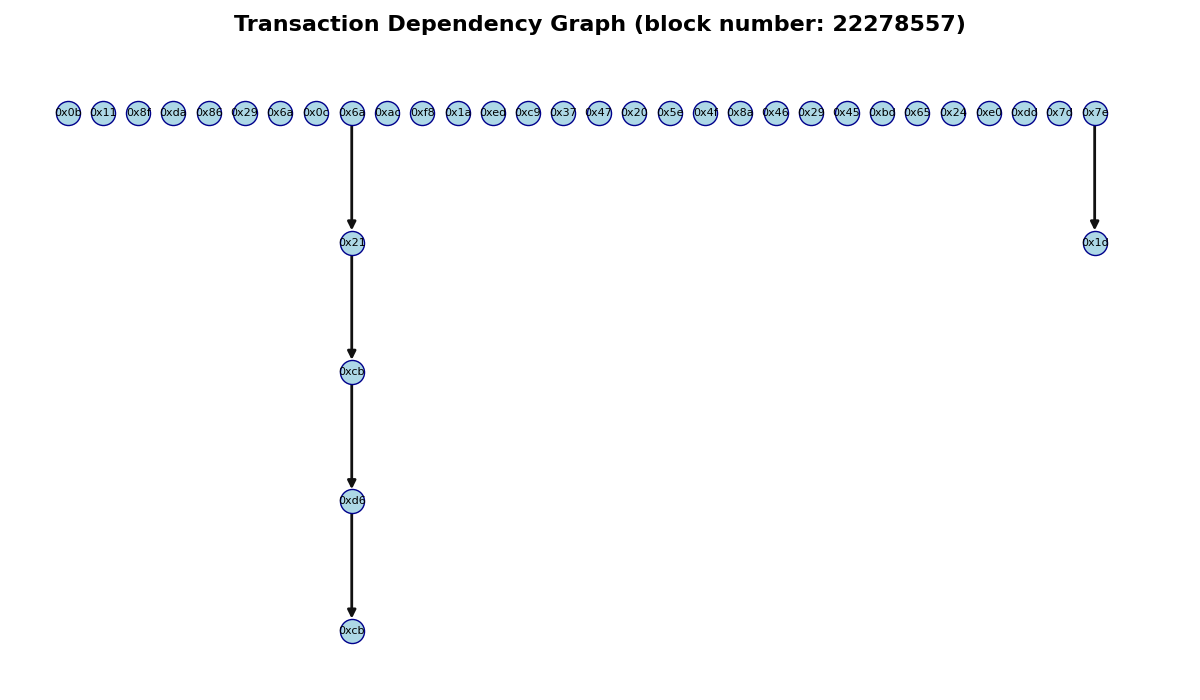 Transaction Dependency Graph (block number: 22278557)
0x0b 0x11 0x8f 0xda 0x86 0x29 0x6a 0x0c 0x6a 0xac 0xf8 0x1a 0xed 0xc9 0x37 0x47 0x20 0x5e 0x4f 0x8a 0x46 0x29 0x45 0xbd 0x65 0x24 0xe0 0xdd 0x7d 0x7e
0x21 0x1d
0xcb
0xd6
0xcb